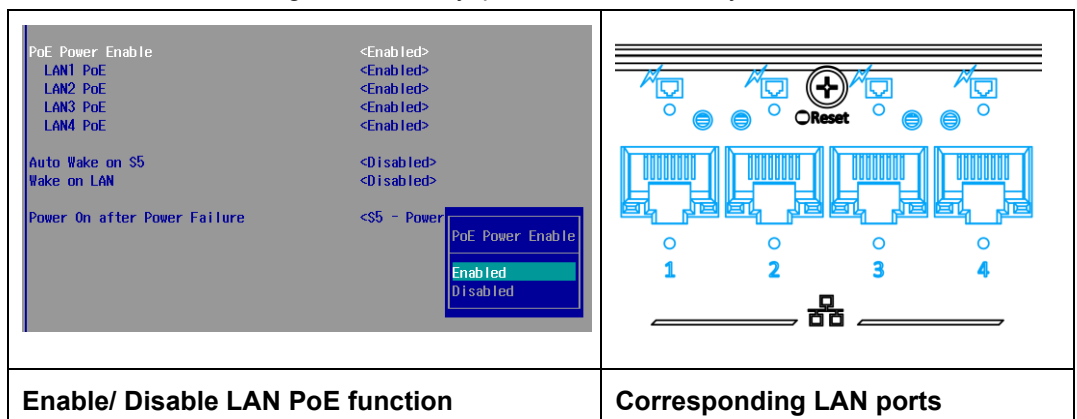 PoE Power Enable <Enabled>
LAN1 PoE <Enabled>
LAN2 PoE <Enabled>
LAN3 PoE <Enabled>
LAN4 PoE <Enabled>
Auto Wake on S5 <Disabled>
Wake on LAN <Disabled>
Power On after Power Failure <S5 - Power
PoE Power Enable
Enabled
Disabled
Reset
1 2 3 4
Enable/ Disable LAN PoE function
Corresponding LAN ports